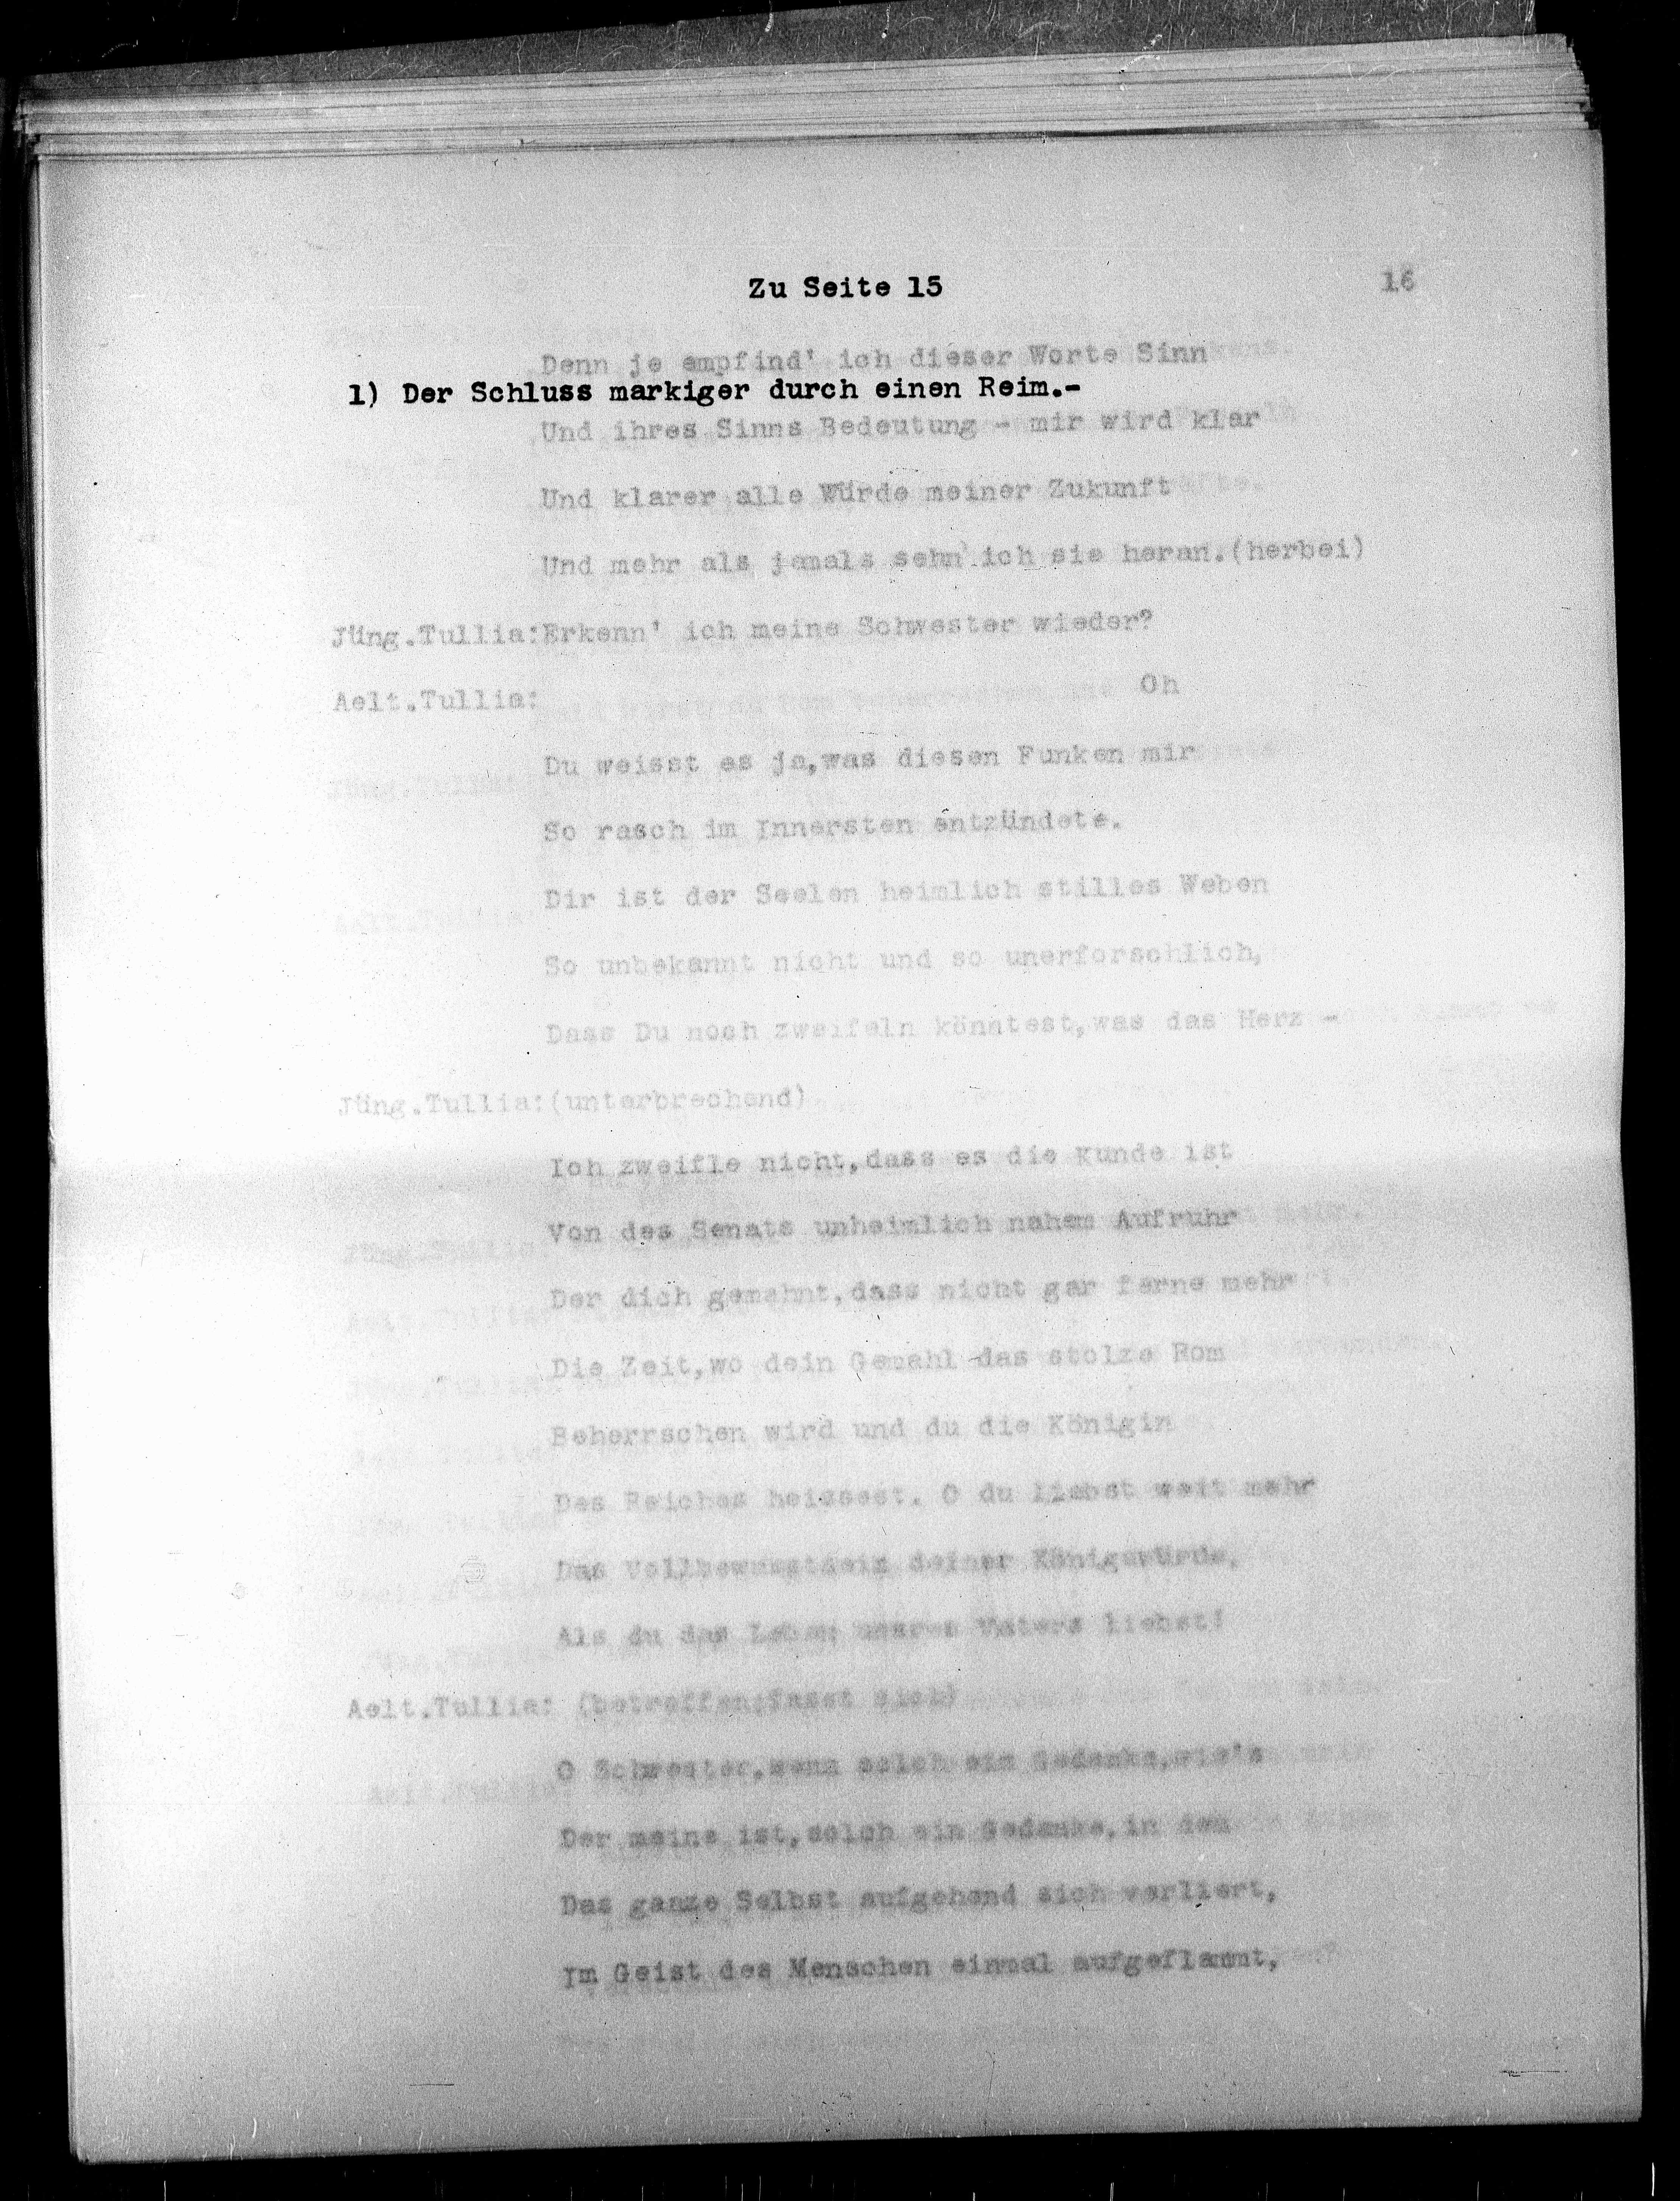 Zu Seite 15
16
Denn je empfind' ich dieser Worte Sinn
1) Der Schluss markiger durch einen Reim.-
Und ihres Sinns Bedeutung - mir wird klar
Und klarer alle Würde meiner Zukunft
Und mehr als jemals sehn' ich sie heran.(herbei)
Jüng.Tullia:Erkenn' ich meine Schwester wieder?
Aelt.Tullia: Oh
Du weisst es ja,was diesen Funken mir
So rasch im Innersten entzündete.
Dir ist der Seelen heimlich stilles Weben
So unbekannt nicht und so unerforschlich,
Dass Du noch zweifeln könntest,was das Herz -
Jüng.Tullia:(unterbrechend)
Ich zweifle nicht,dass es die Kunde ist
Von des Senats unheimlich nahem Aufruhr
Der dich gemahnt,dass nicht gar ferne mehr
Die Zeit,wo dein Gemahl das stolze Rom
Beherrschen wird und du die Königin
Des Reiches heissest. O du liebst weit mehr
Das Vollbewusstsein deiner Königswürde,
Als du das Leben unsres Vaters liebst!
Aelt.Tullia: (betroffen;fasst sich)
O Schwester,wenn solch ein Gedanke,wie's
Der meine ist,solch ein Gedanke,in dem
Das ganze Selbst aufgehend sich verliert,
Im Geist des Menschen einmal aufgeflammt,